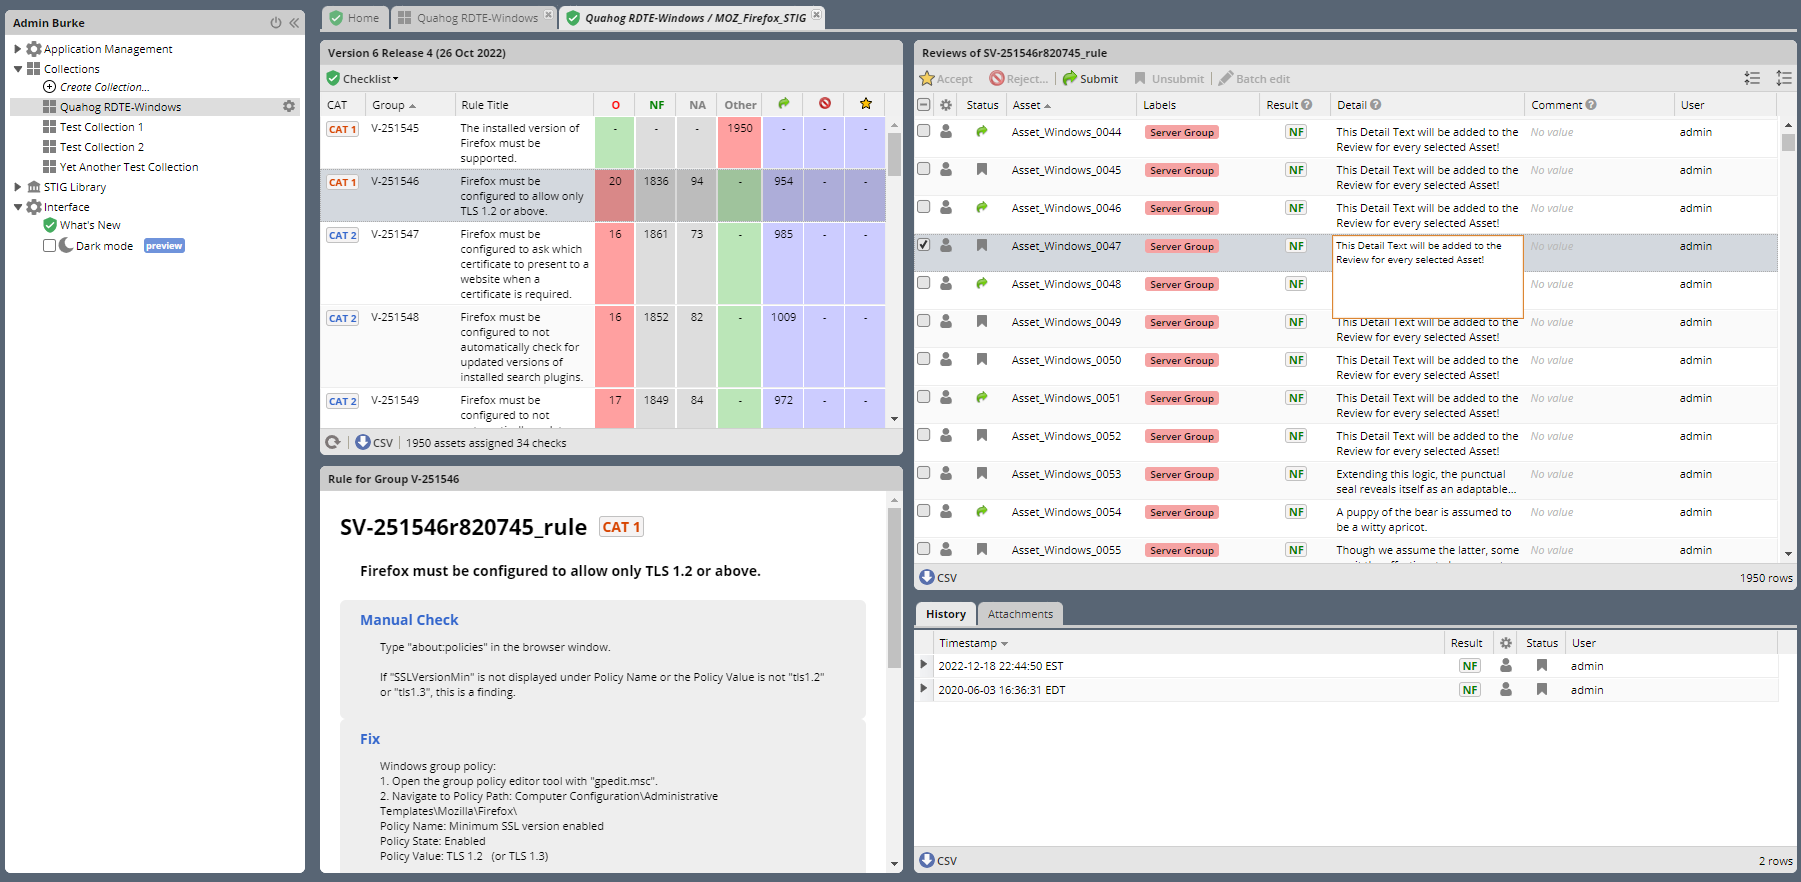 Admin Burke
Application Management
Collections
Create Collection...
Quahog RDTE-Windows
Test Collection 1
Test Collection 2
Yet Another Test Collection
STIG Library
Interface
What's New
Dark mode preview
Home
Quahog RDTE-Windows
Quahog RDTE-Windows / MOZ_Firefox_STIG
Version 6 Release 4 (26 Oct 2022)
Checklist
CAT Group Rule Title O NF NA Other
CAT 1 V-251545 The installed version of - - - 1950 - - -
Firefox must be
supported.
CAT 1 V-251546 Firefox must be 20 1836 94 - 954 - -
configured to allow only
TLS 1.2 or above.
CAT 2 V-251547 Firefox must be 16 1861 73 - 985 - -
configured to ask which
certificate to present to a
website when a
certificate is required.
CAT 2 V-251548 Firefox must be 16 1852 82 - 1009 - -
configured to not
automatically check for
updated versions of
installed search plugins.
CAT 2 V-251549 Firefox must be 17 1849 84 - 972 - -
configured to not
CSV 1950 assets assigned 34 checks
Rule for Group V-251546
SV-251546r820745_rule CAT 1
Firefox must be configured to allow only TLS 1.2 or above.
Manual Check
Type "about:policies" in the browser window.
If "SSLVersionMin" is not displayed under Policy Name or the Policy Value is not "tls1.2"
or "tls1.3", this is a finding.
Fix
Windows group policy:
1. Open the group policy editor tool with "gpedit.msc".
2. Navigate to Policy Path: Computer Configuration\Administrative
Templates\Mozilla\Firefox\
Policy Name: Minimum SSL version enabled
Policy State: Enabled
Policy Value: TLS 1.2 (or TLS 1.3)
Reviews of SV-251546r820745_rule
Accept Reject... Submit Unsubmit Batch edit
Status Asset Labels Result Detail Comment User
Asset_Windows_0044 Server Group NF This Detail Text will be added to the No value admin
Review for every selected Asset!
Asset_Windows_0045 Server Group NF This Detail Text will be added to the No value admin
Review for every selected Asset!
Asset_Windows_0046 Server Group NF This Detail Text will be added to the No value admin
Review for every selected Asset!
Asset_Windows_0047 Server Group NF This Detail Text will be added to the No value admin
Review for every selected Asset!
Asset_Windows_0048 Server Group NF No value admin
Asset_Windows_0049 Server Group NF This Detail Text will be added to the No value admin
Review for every selected Asset!
Asset_Windows_0050 Server Group NF This Detail Text will be added to the No value admin
Review for every selected Asset!
Asset_Windows_0051 Server Group NF This Detail Text will be added to the No value admin
Review for every selected Asset!
Asset_Windows_0052 Server Group NF This Detail Text will be added to the No value admin
Review for every selected Asset!
Asset_Windows_0053 Server Group NF Extending this logic, the punctual No value admin
seal reveals itself as an adaptable...
Asset_Windows_0054 Server Group NF A puppy of the bear is assumed to No value admin
be a witty apricot.
Asset_Windows_0055 Server Group NF Though we assume the latter, some No value admin
CSV 1950 rows
History Attachments
Timestamp Result Status User
2022-12-18 22:44:50 EST NF admin
2020-06-03 16:36:31 EDT NF admin
CSV 2 rows